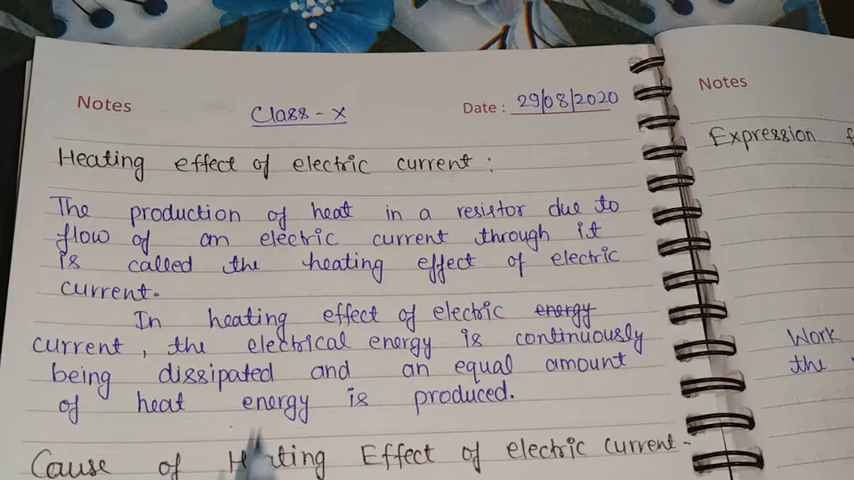 Notes
Class - X
Date : 29/08/2020
Heating effect of electric current :
The production of heat in a resistor due to
flow of an electric current through it
is called the heating effect of electric
current.
In heating effect of electric energy
current, the electrical energy is continuously
being dissipated and an equal amount
of heat energy is produced.
Cause of Heating Effect of electric current-
Notes
Expression
Work
the